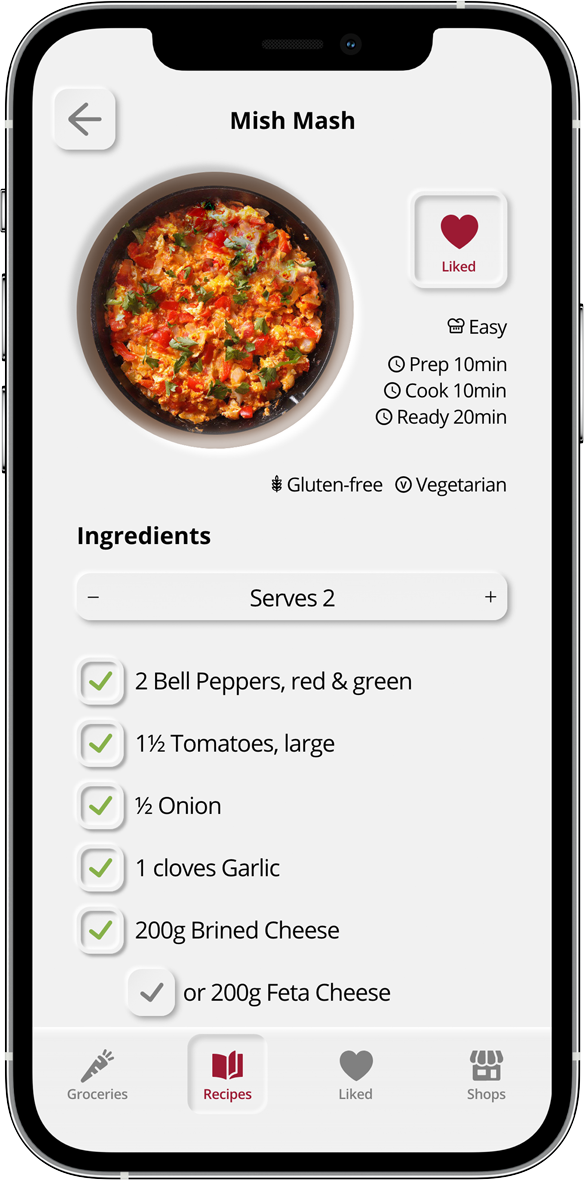 Mish Mash
Liked
Easy
Prep 10min
Cook 10min
Ready 20min
Gluten-free V Vegetarian
Ingredients
− Serves 2 +
2 Bell Peppers, red & green
1½ Tomatoes, large
½ Onion
1 cloves Garlic
200g Brined Cheese
or 200g Feta Cheese
Groceries Recipes Liked Shops